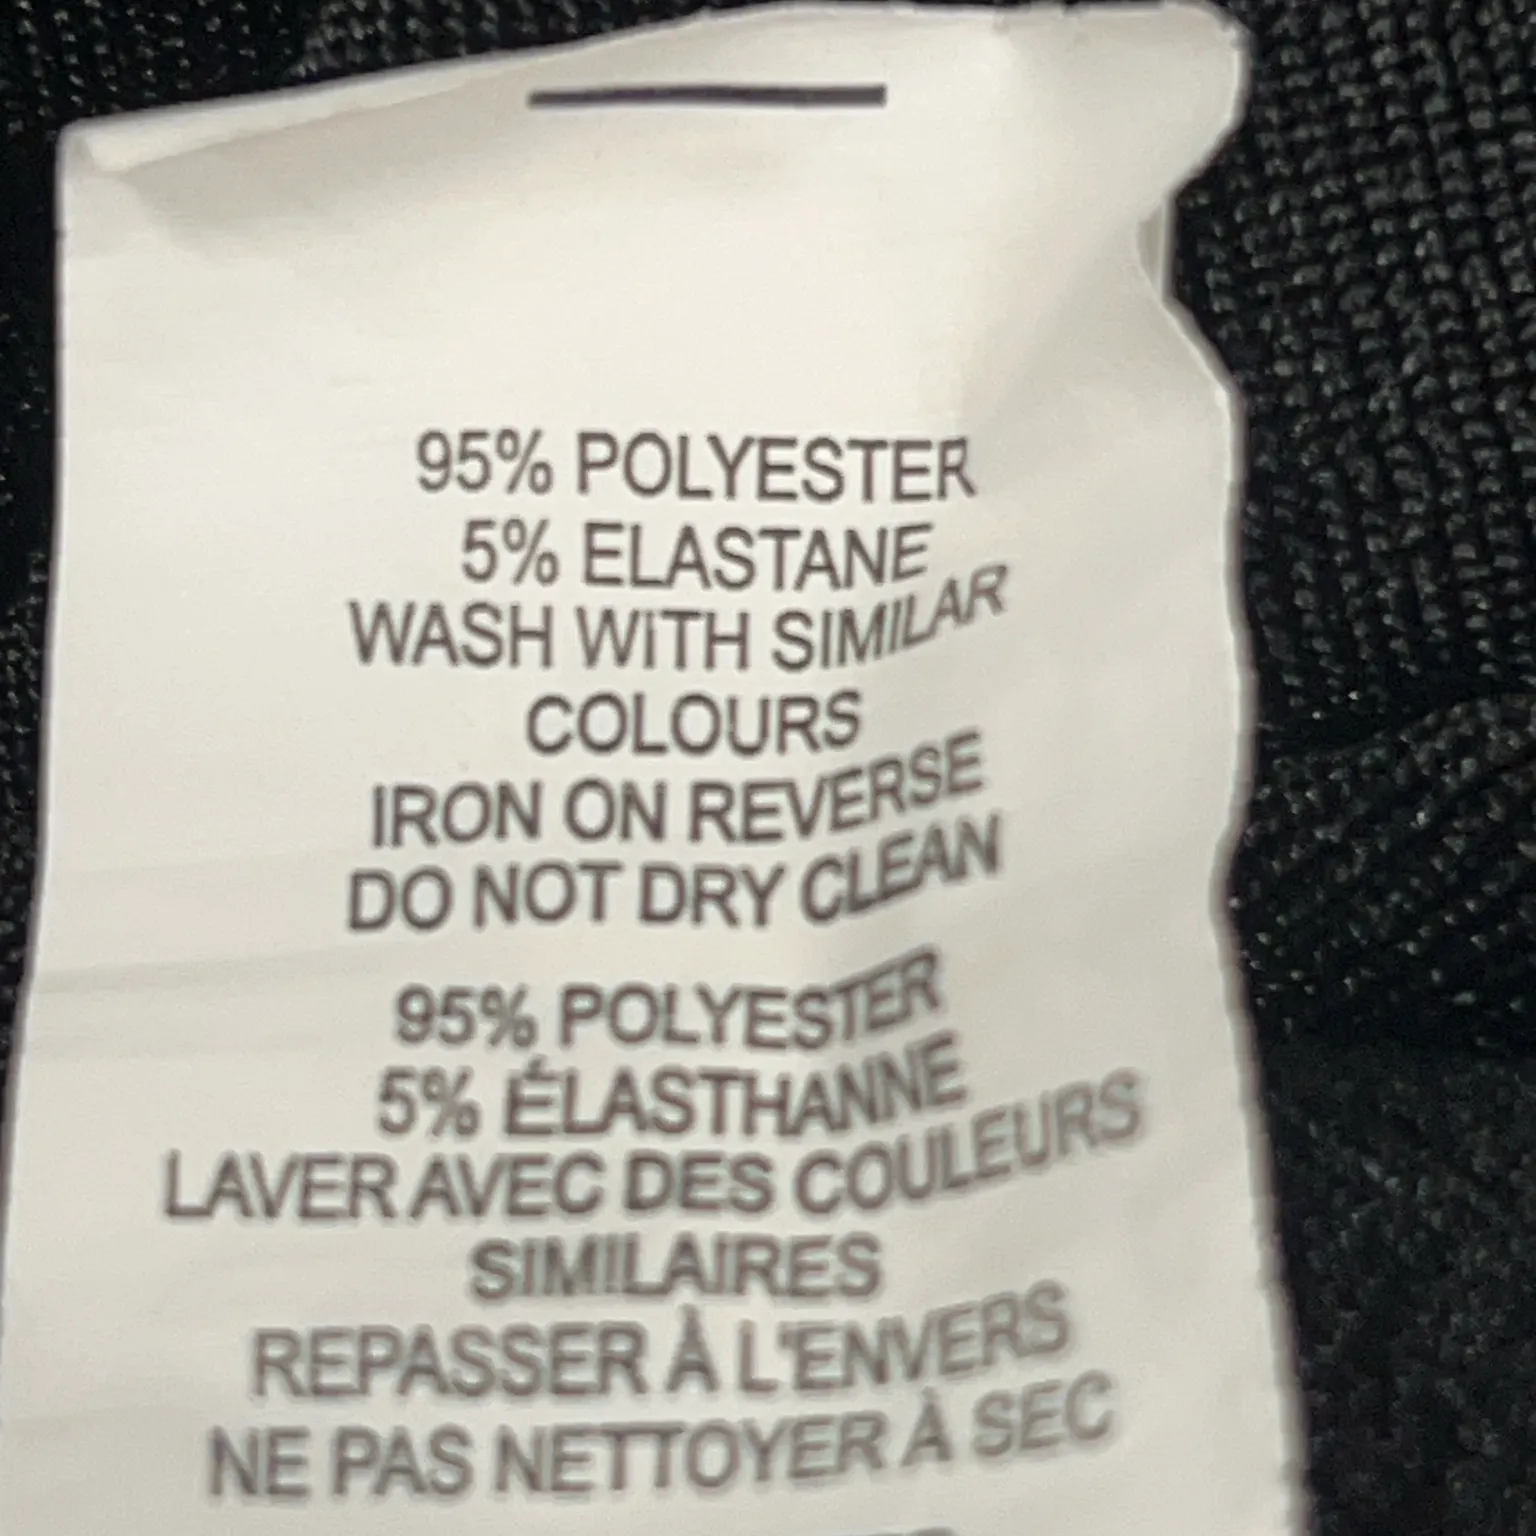 95% POLYESTER
5% ELASTANE
WASH WITH SIMILAR
COLOURS
IRON ON REVERSE
DO NOT DRY CLEAN
95% POLYESTER
5% ÉLASTHANNE
LAVER AVEC DES COULEURS
SIMILAIRES
REPASSER À L'ENVERS
NE PAS NETTOYER À SEC